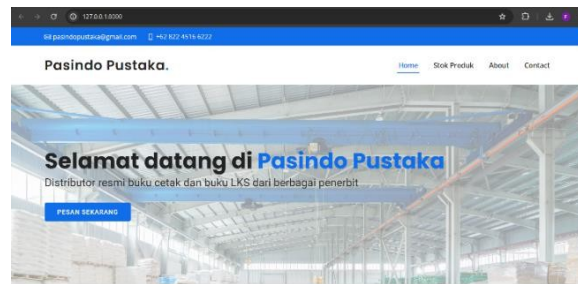 127.0.0.1:8000
pasindopustaka@gmail.com +62 822 4515 6222
Pasindo Pustaka.
Home Stok Produk About Contact
Selamat datang di Pasindo Pustaka
Distributor resmi buku cetak dan buku LKS dari berbagai penerbit
PESAN SEKARANG